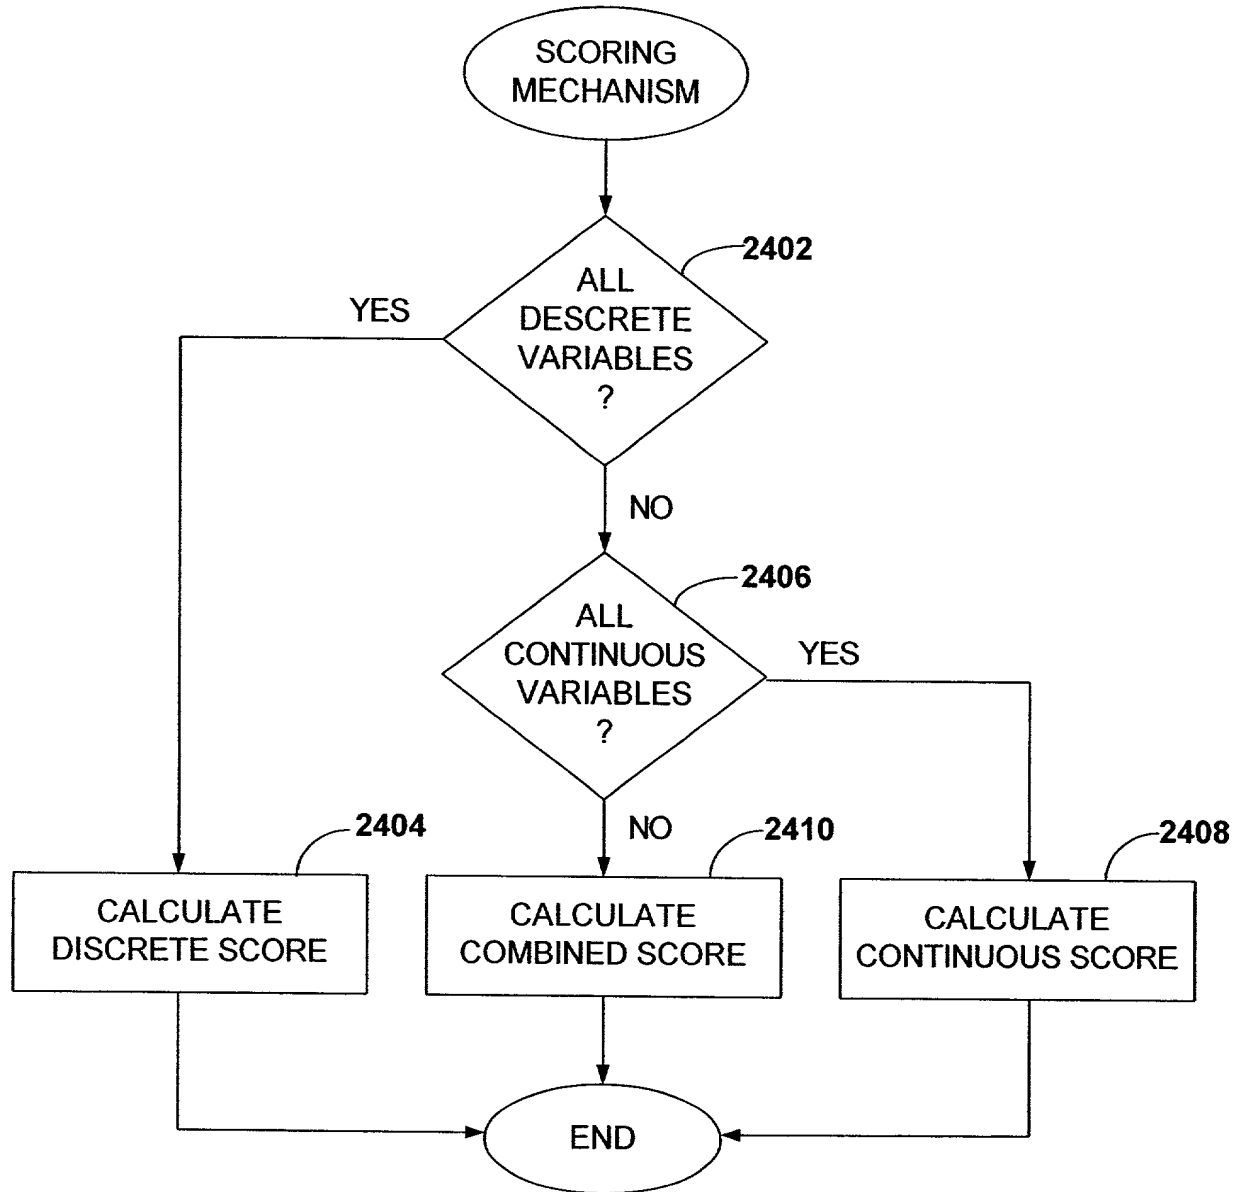 SCORING
MECHANISM
2402
ALL
DESCRETE
VARIABLES
?
YES
NO
2406
ALL
CONTINUOUS
VARIABLES
?
YES
NO
2404
CALCULATE
DISCRETE SCORE
2410
CALCULATE
COMBINED SCORE
2408
CALCULATE
CONTINUOUS SCORE
END